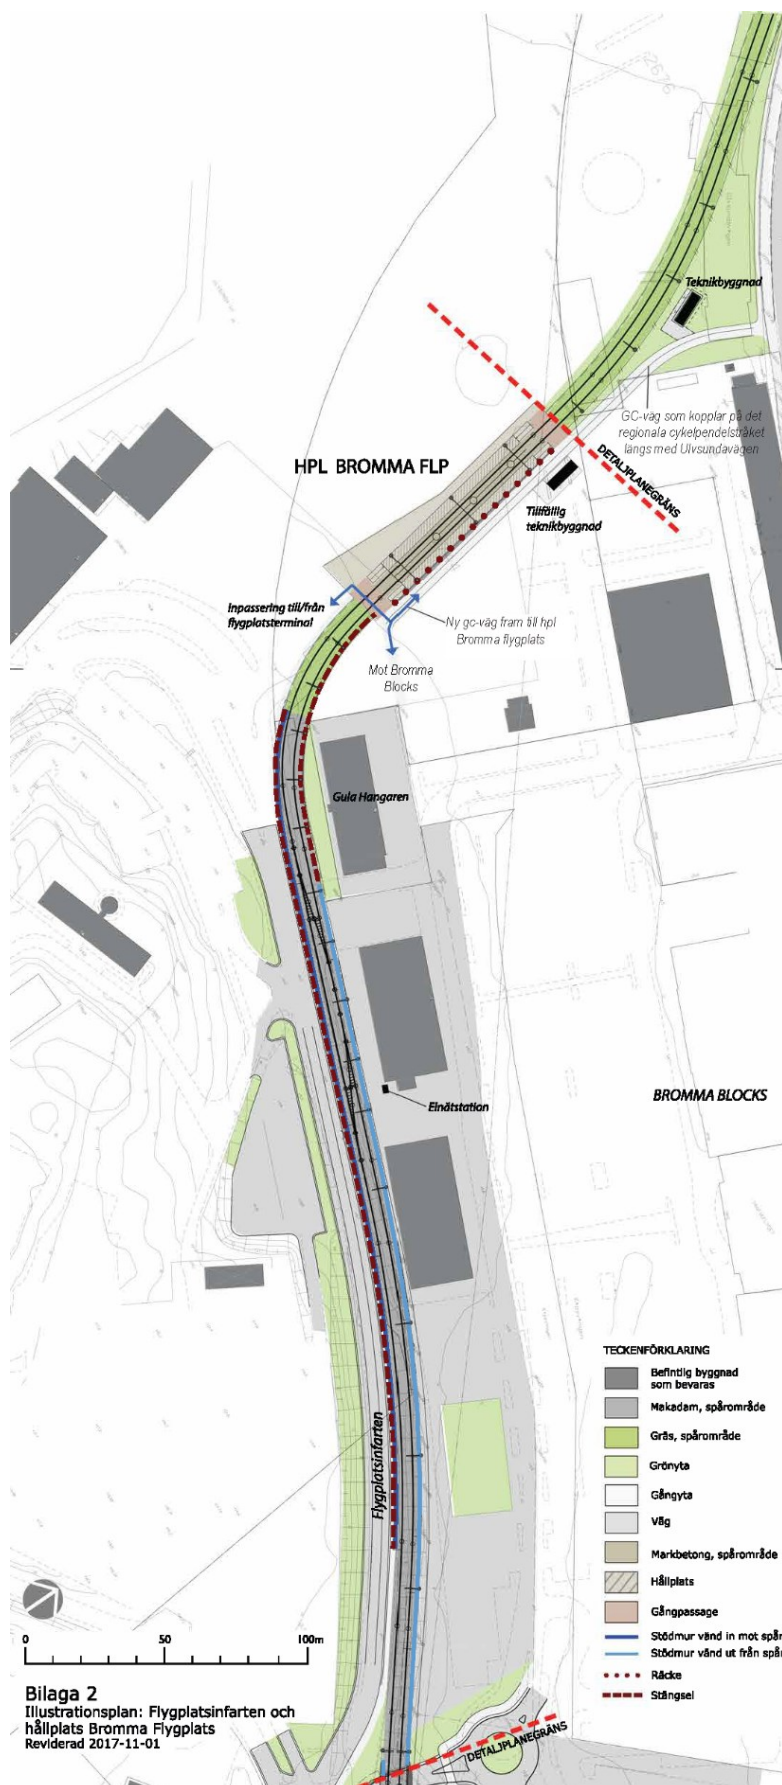 2676
Teknikbyggnad
GC-väg som kopplar på det
regionala cykelpendelstråket
längs med Ulvsundavägen
DETALJPLANEGRÄNS
HPL BROMMA FLP
Tillfällig
teknikbyggnad
Inpassering till/från
flygplatsterminal
Ny gc-väg fram till hpl
Bromma flygplats
Mot Bromma
Blocks
Gula Hangaren
Elnätstation
BROMMA BLOCKS
Flygplatsinfarten
TECKENFÖRKLARING
Befintlig byggnad
som bevaras
Makadam, spårområde
Gräs, spårområde
Grönyta
Gångyta
Väg
Markbetong, spårområde
Hållplats
Gångpassage
Stödmur vänd in mot spår
Stödmur vänd ut från spår
Räcke
Stängsel
0 50 100m
Bilaga 2
Illustrationsplan: Flygplatsinfarten och
hållplats Bromma Flygplats
Reviderad 2017-11-01
DETALJPLANEGRÄNS